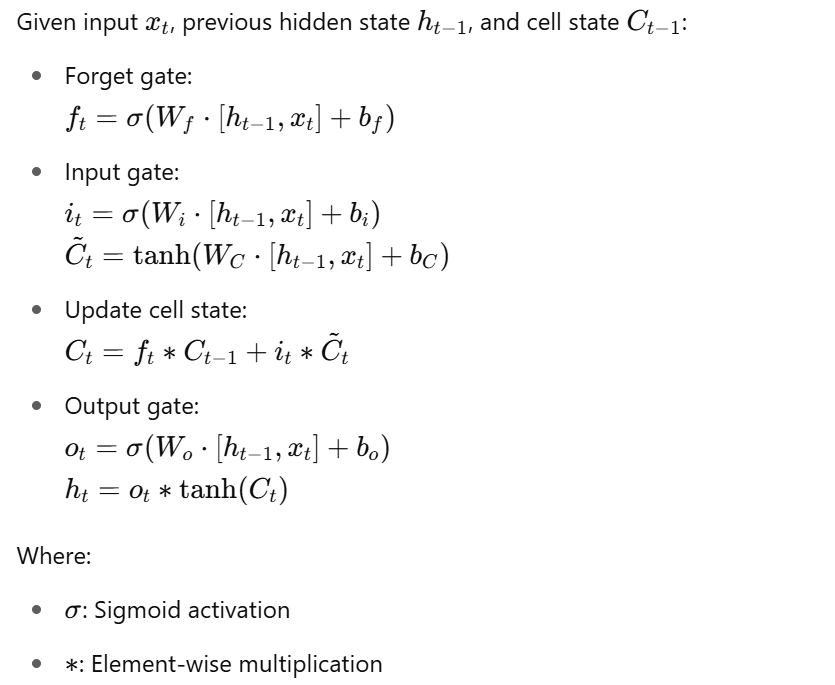 Given input xₜ, previous hidden state hₜ₋₁, and cell state Cₜ₋₁:
• Forget gate:
fₜ = σ(W_f · [hₜ₋₁, xₜ] + b_f)
• Input gate:
iₜ = σ(Wᵢ · [hₜ₋₁, xₜ] + bᵢ)
C̃ₜ = tanh(W_C · [hₜ₋₁, xₜ] + b_C)
• Update cell state:
Cₜ = fₜ * Cₜ₋₁ + iₜ * C̃ₜ
• Output gate:
oₜ = σ(Wₒ · [hₜ₋₁, xₜ] + bₒ)
hₜ = oₜ * tanh(Cₜ)
Where:
• σ: Sigmoid activation
• *: Element-wise multiplication